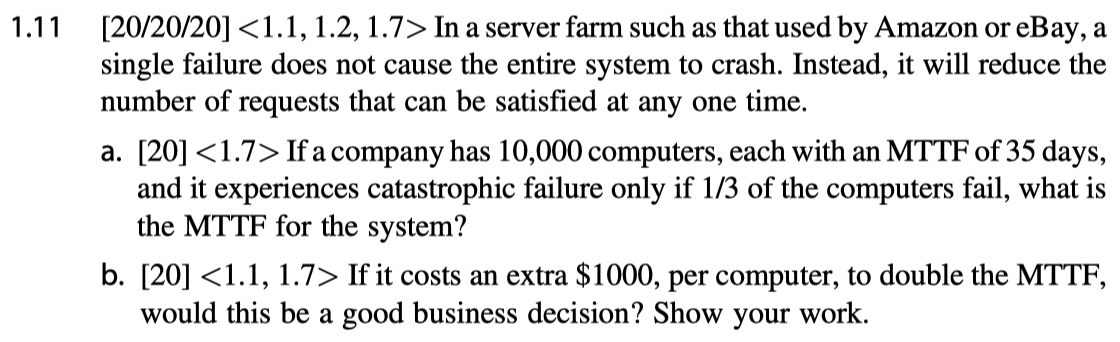 1.11 [20/20/20] <1.1, 1.2, 1.7> In a server farm such as that used by Amazon or eBay, a
single failure does not cause the entire system to crash. Instead, it will reduce the
number of requests that can be satisfied at any one time.
a. [20] <1.7> If a company has 10,000 computers, each with an MTTF of 35 days,
and it experiences catastrophic failure only if 1/3 of the computers fail, what is
the MTTF for the system?
b. [20] <1.1, 1.7> If it costs an extra $1000, per computer, to double the MTTF,
would this be a good business decision? Show your work.